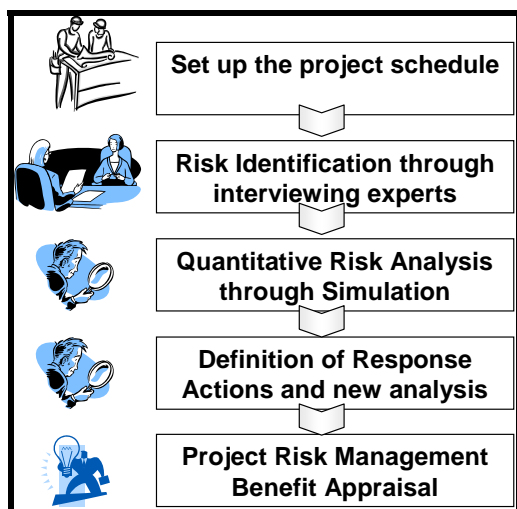 Set up the project schedule
Risk Identification through
interviewing experts
Quantitative Risk Analysis
through Simulation
Definition of Response
Actions and new analysis
Project Risk Management
Benefit Appraisal